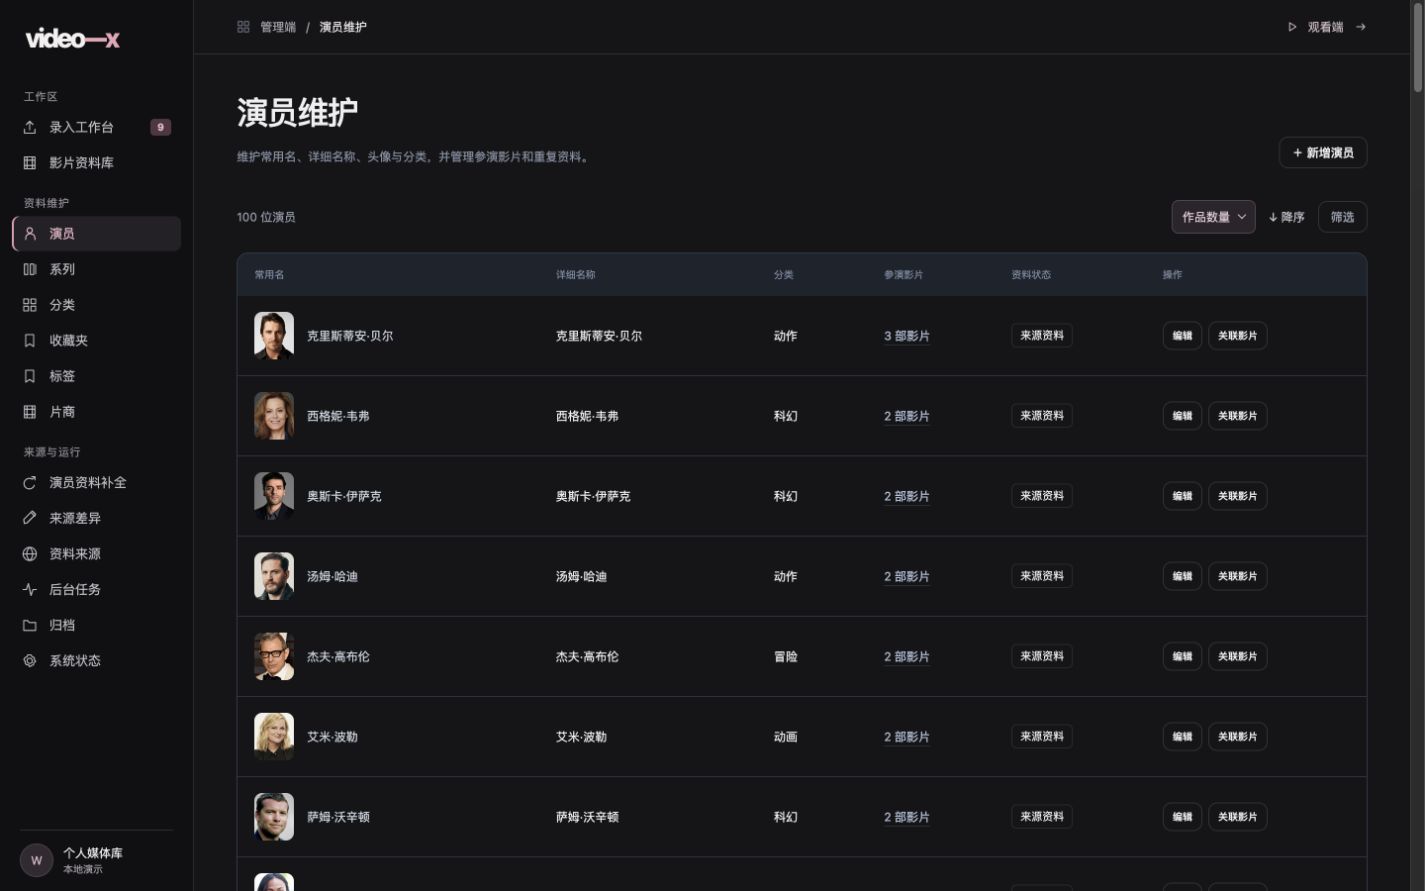 video—x
工作区
录入工作台 9
影片资料库
资料维护
演员
系列
分类
收藏夹
标签
片商
来源与运行
演员资料补全
来源差异
资料来源
后台任务
归档
系统状态
W 个人媒体库
本地演示
管理端 / 演员维护
观看端 →
演员维护
维护常用名、详细名称、头像与分类，并管理参演影片和重复资料。
+ 新增演员
100 位演员
作品数量 ↓ 降序 筛选
常用名 详细名称 分类 参演影片 资料状态 操作
克里斯蒂安·贝尔 克里斯蒂安·贝尔 动作 3 部影片 来源资料 编辑 关联影片
西格妮·韦弗 西格妮·韦弗 科幻 2 部影片 来源资料 编辑 关联影片
奥斯卡·伊萨克 奥斯卡·伊萨克 科幻 2 部影片 来源资料 编辑 关联影片
汤姆·哈迪 汤姆·哈迪 动作 2 部影片 来源资料 编辑 关联影片
杰夫·高布伦 杰夫·高布伦 冒险 2 部影片 来源资料 编辑 关联影片
艾米·波勒 艾米·波勒 动画 2 部影片 来源资料 编辑 关联影片
萨姆·沃辛顿 萨姆·沃辛顿 科幻 2 部影片 来源资料 编辑 关联影片